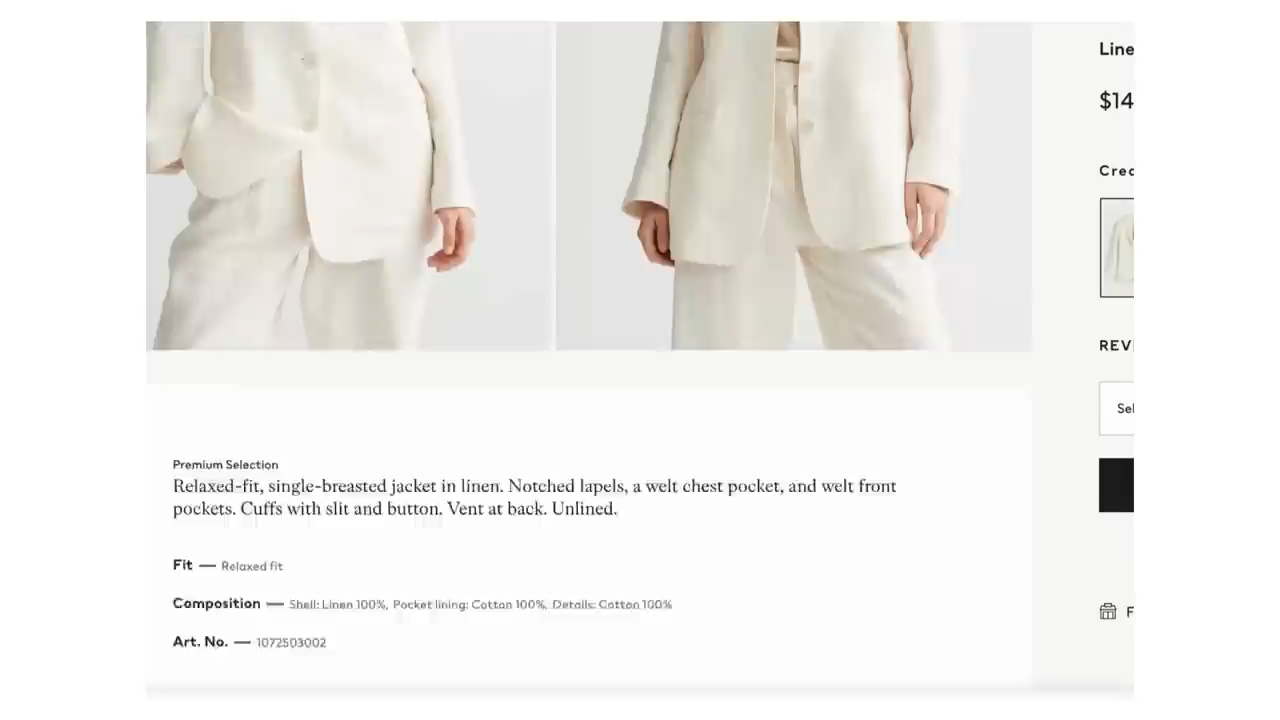 Premium Selection
Relaxed-fit, single-breasted jacket in linen. Notched lapels, a welt chest pocket, and welt front
pockets. Cuffs with slit and button. Vent at back. Unlined.
Fit — Relaxed fit
Composition — Shell: Linen 100%, Pocket lining: Cotton 100%, Details: Cotton 100%
Art. No. — 1072503002
Line
$14
Crea
REVI
Sel
F